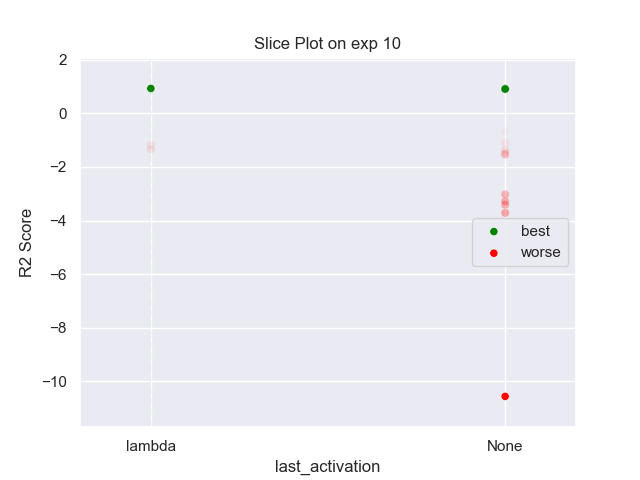 Slice Plot on exp 10
2
0
−2
−4
−6
−8
−10
R2 Score
best
worse
lambda
None
last_activation